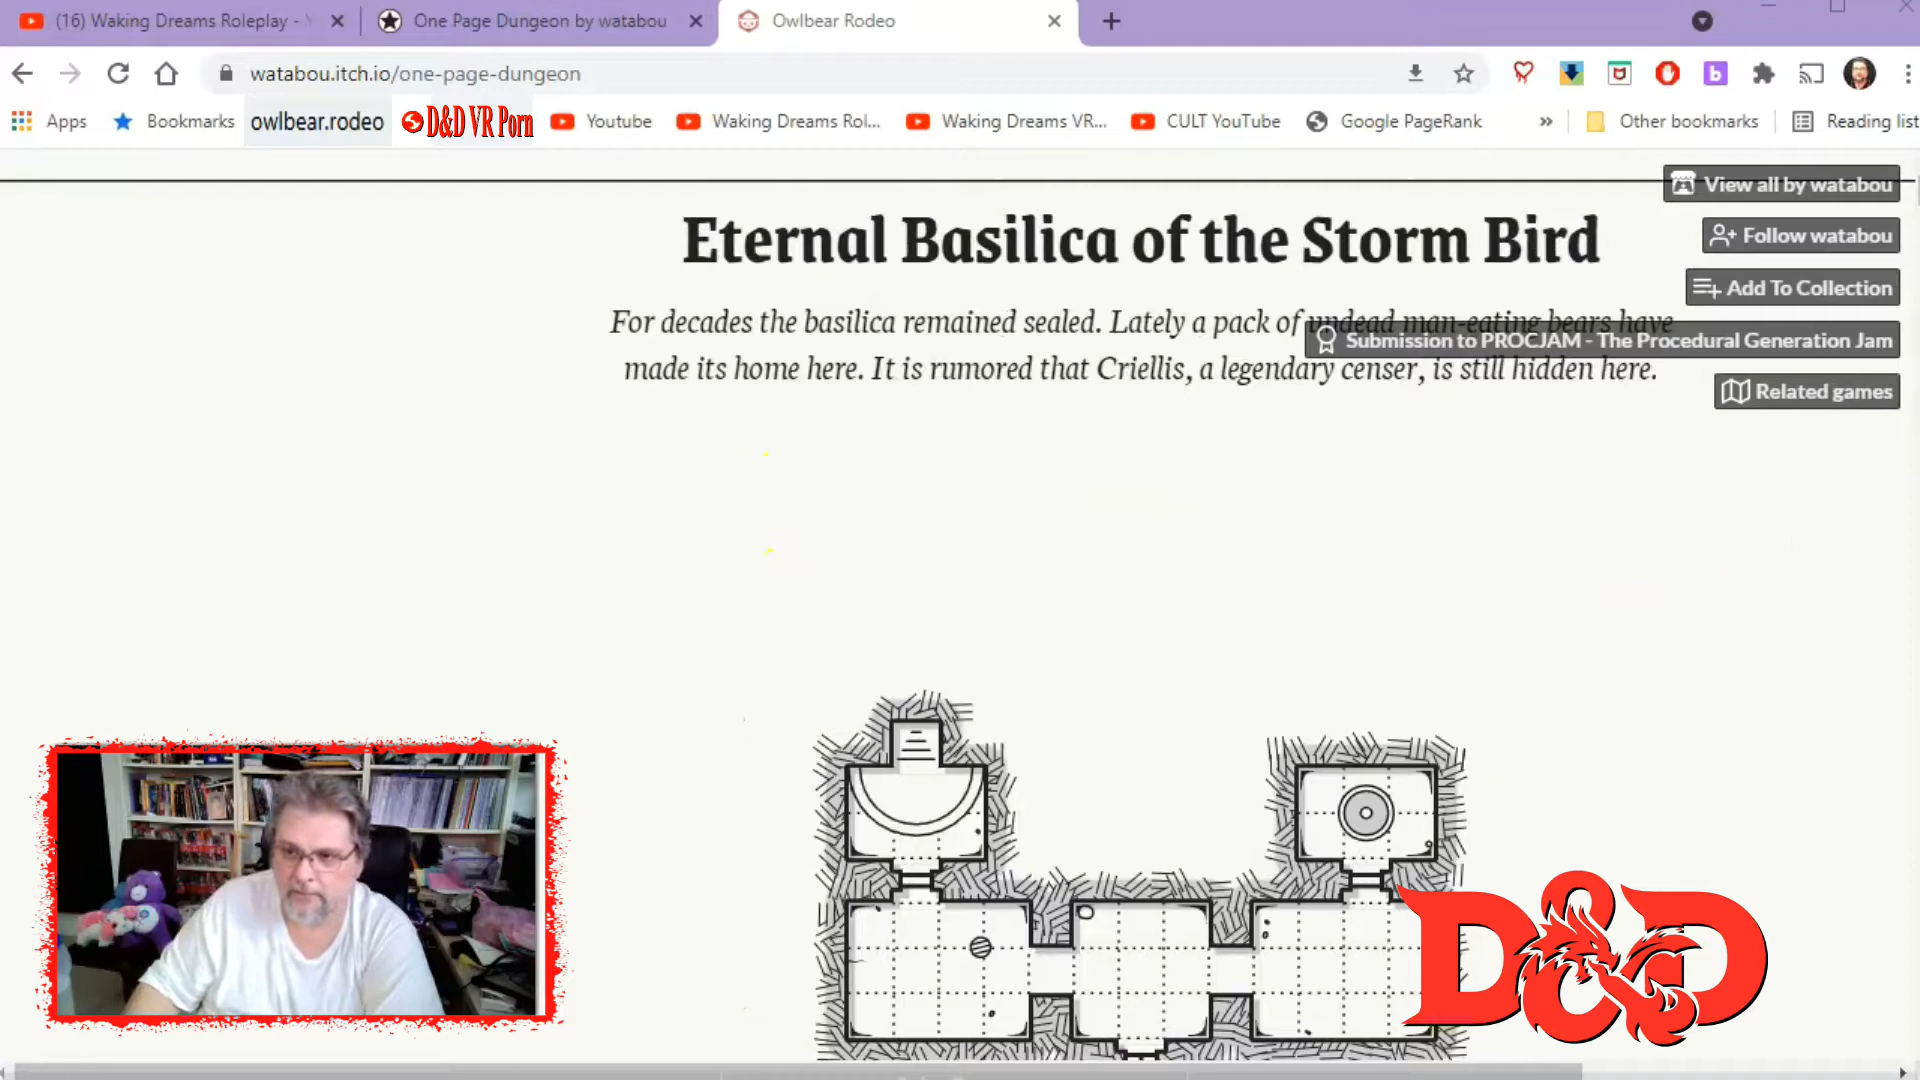 (16) Waking Dreams Roleplay -
One Page Dungeon by watabou
Owlbear Rodeo
watabou.itch.io/one-page-dungeon
Apps
Bookmarks
owlbear.rodeo
D&D VR Porn
Youtube
Waking Dreams Rol...
Waking Dreams VR...
CULT YouTube
Google PageRank
»
Other bookmarks
Reading list
View all by watabou
Eternal Basilica of the Storm Bird
Follow watabou
Add To Collection
For decades the basilica remained sealed. Lately a pack of undead man-eating bears have
Submission to PROCJAM - The Procedural Generation Jam
made its home here. It is rumored that Criellis, a legendary censer, is still hidden here.
Related games
D&D